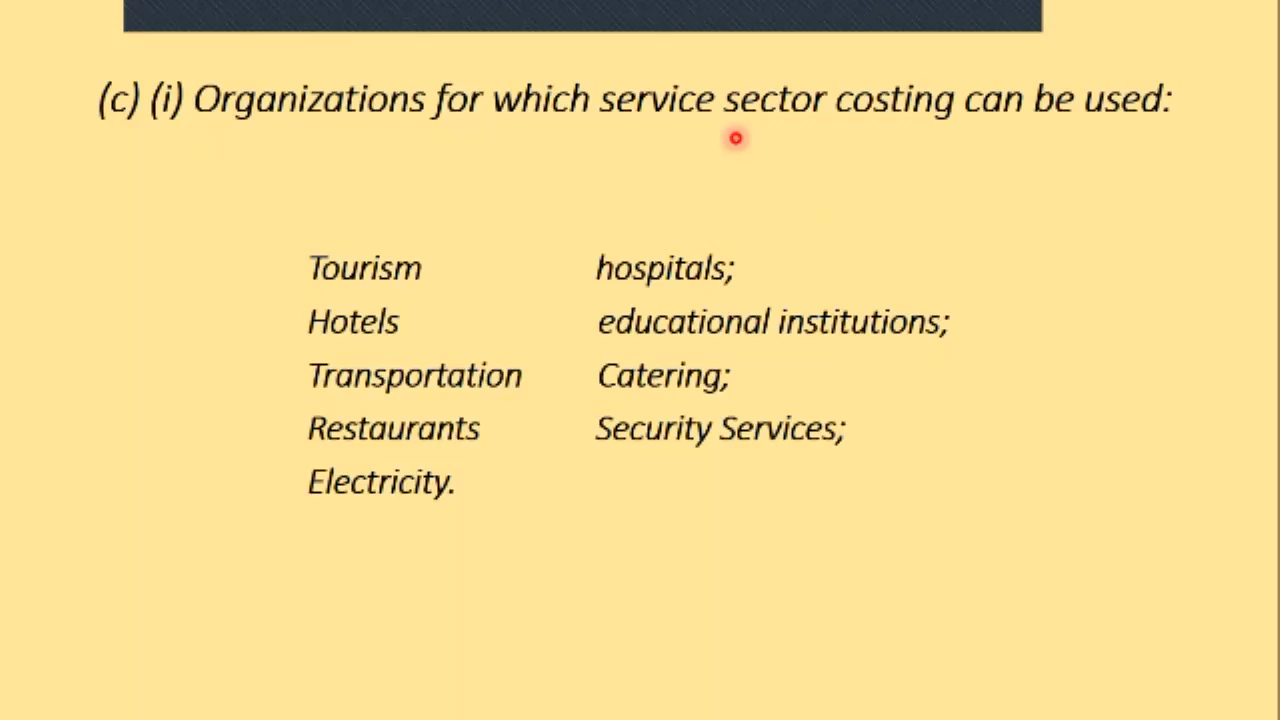 (c) (i) Organizations for which service sector costing can be used:
Tourism hospitals;
Hotels educational institutions;
Transportation Catering;
Restaurants Security Services;
Electricity.